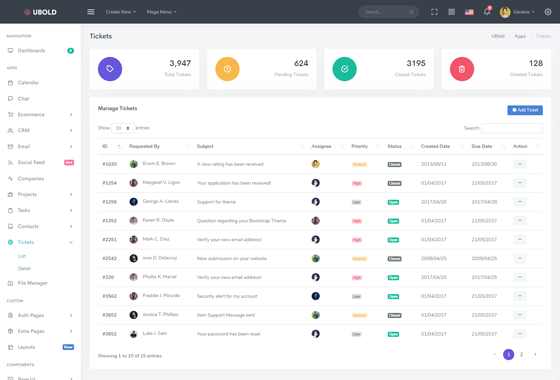 UBOLD
Create New
Mega Menu
Search...
9
Geneva
NAVIGATION
Dashboards
APPS
Calendar
Chat
Ecommerce
CRM
Email
Social Feed
Hot
Companies
Projects
Tasks
Contacts
Tickets
List
Detail
File Manager
CUSTOM
Auth Pages
Extra Pages
Layouts
New
COMPONENTS
Tickets
UBold
Apps
Tickets
3,947
Total Tickets
624
Pending Tickets
3195
Closed Tickets
128
Deleted Tickets
Manage Tickets
Add Ticket
Show 10 entries
Search:
ID Requested By Subject Assignee Priority Status Created Date Due Date Action
#1020 Erwin E. Brown A new rating has been received Medium Closed 2013/08/11 2013/08/30
#1254 Margeret V. Ligon Your application has been received! High Closed 01/04/2017 21/05/2017
#1256 George A. Llanes Support for theme Low Open 2017/04/28 2017/04/28
#1352 Karen R. Doyle Question regarding your Bootstrap Theme High Open 01/04/2017 21/05/2017
#2251 Mark C. Diaz Verify your new email address! High Open 01/04/2017 21/05/2017
#2542 Jose D. Delacruz New submission on your website Medium Closed 2008/04/25 2008/04/25
#320 Phyllis K. Maciel Verify your new email address! High Open 2017/04/20 2017/04/25
#3562 Freddie J. Plourde Security alert for my account Low Open 01/04/2017 21/05/2017
#3652 Jessica T. Phillips Item Support Message sent Medium Closed 01/04/2017 21/05/2017
#3652 Luke J. Sain Your password has been reset Low Open 01/04/2017 21/05/2017
Showing 1 to 10 of 15 entries
1 2